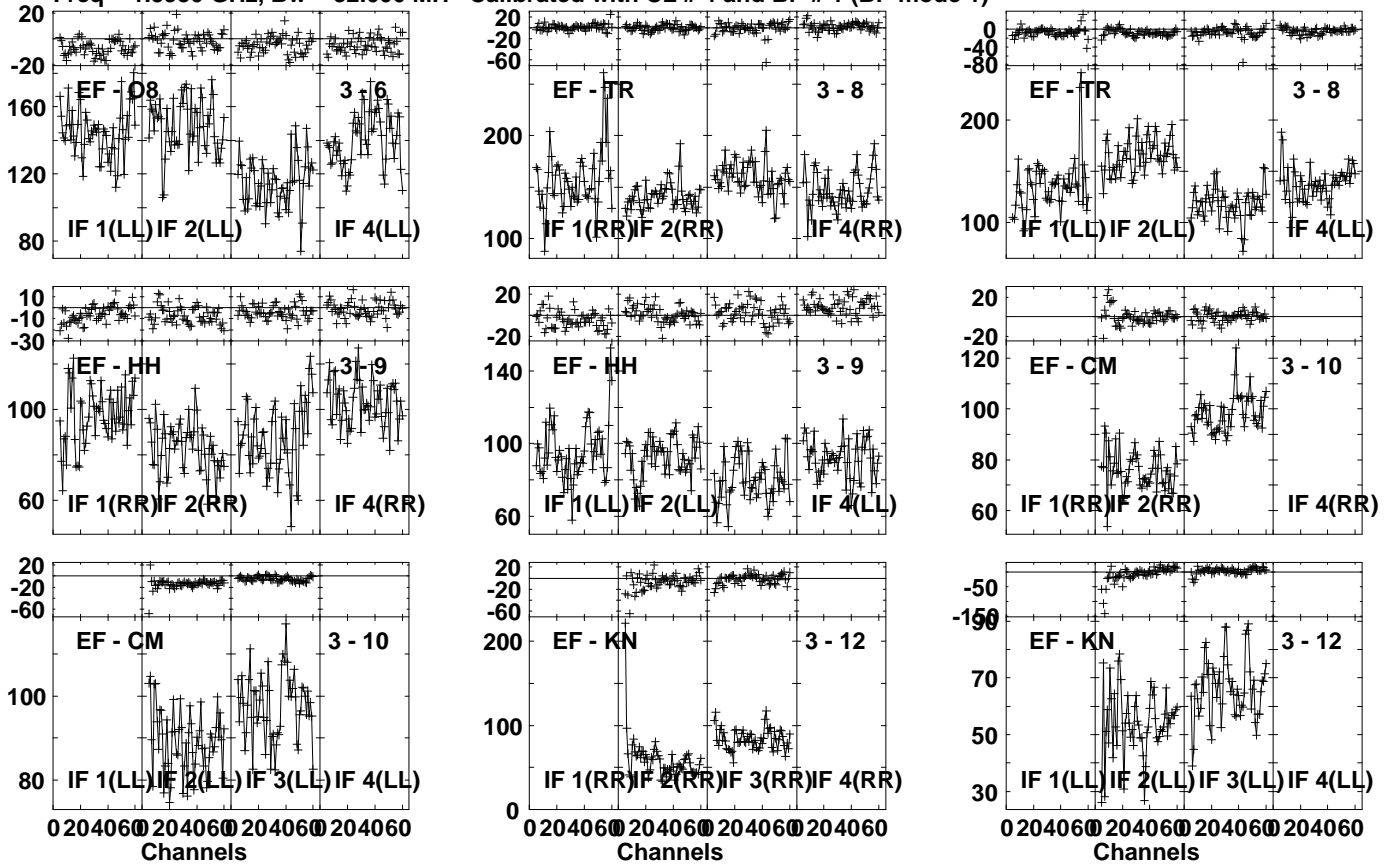 Calibrated with CL # 4 and BP # 1 (BP mode 1)
20
0
-20
160
120
80
EF - O8
3 - 6
IF 1(LL)
IF 2(LL)
IF 4(LL)
20
0
-20
-60
200
100
EF - TR
3 - 8
IF 1(RR)
IF 2(RR)
IF 4(RR)
0
-40
-80
200
100
EF - TR
3 - 8
IF 1(LL)
IF 2(LL)
IF 4(LL)
10
-10
-30
100
60
EF - HH
3 - 9
IF 1(RR)
IF 2(RR)
IF 4(RR)
20
0
-20
140
100
60
EF - HH
3 - 9
IF 1(LL)
IF 2(LL)
IF 4(LL)
20
0
-20
120
100
80
60
EF - CM
3 - 10
IF 1(RR)
IF 2(RR)
IF 4(RR)
20
-20
-60
100
80
EF - CM
3 - 10
IF 1(LL)
IF 2(LL)
IF 3(LL)
IF 4(LL)
20
0
-20
-60
200
100
0
EF - KN
3 - 12
IF 1(RR)
IF 2(RR)
IF 3(RR)
IF 4(RR)
-50
-150
90
70
50
30
EF - KN
3 - 12
IF 1(LL)
IF 2(LL)
IF 3(LL)
IF 4(LL)
0 204060 0 204060 0 204060 0 204060
Channels
0 204060 0 204060 0 204060 0 204060
Channels
0 204060 0 204060 0 204060 0 204060
Channels